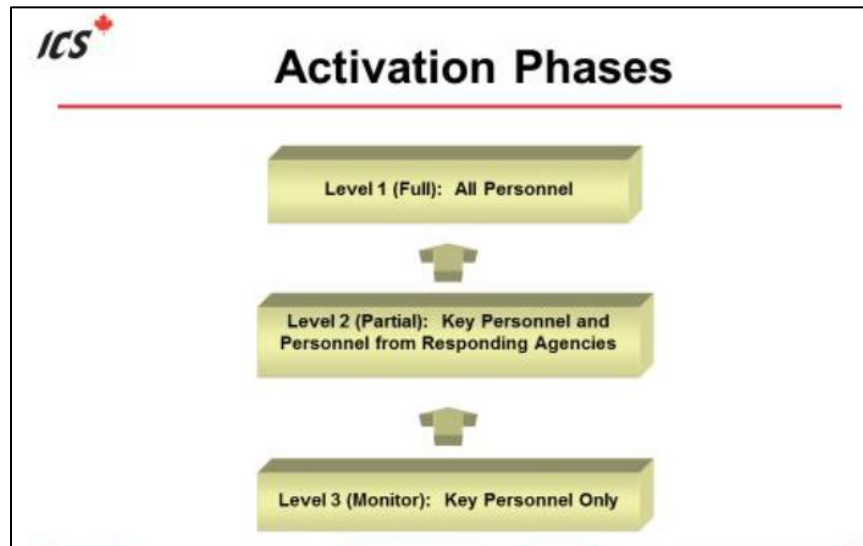 ICS
Activation Phases
Level 1 (Full): All Personnel
Level 2 (Partial): Key Personnel and
Personnel from Responding Agencies
Level 3 (Monitor): Key Personnel Only